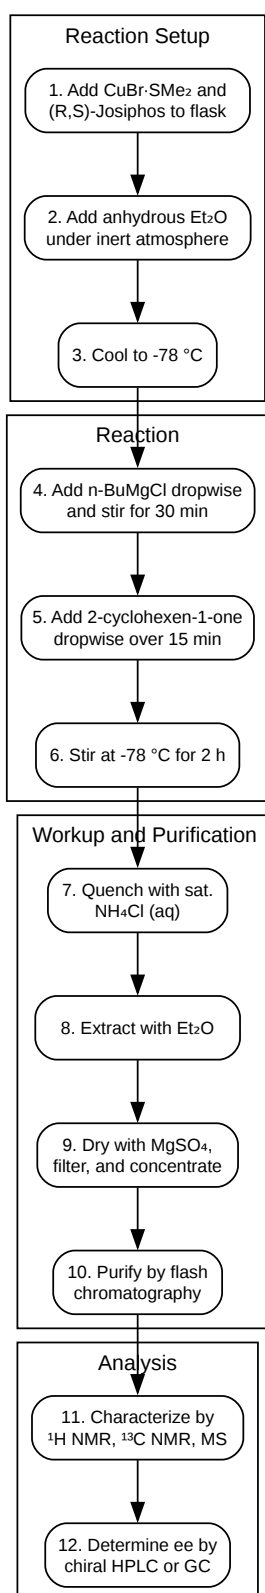 Reaction Setup
1. Add CuBr·SMe₂ and
(R,S)-Josiphos to flask
2. Add anhydrous Et₂O
under inert atmosphere
3. Cool to -78 °C
Reaction
4. Add n-BuMgCl dropwise
and stir for 30 min
5. Add 2-cyclohexen-1-one
dropwise over 15 min
6. Stir at -78 °C for 2 h
Workup and Purification
7. Quench with sat.
NH₄Cl (aq)
8. Extract with Et₂O
9. Dry with MgSO₄,
filter, and concentrate
10. Purify by flash
chromatography
Analysis
11. Characterize by
¹H NMR, ¹³C NMR, MS
12. Determine ee by
chiral HPLC or GC